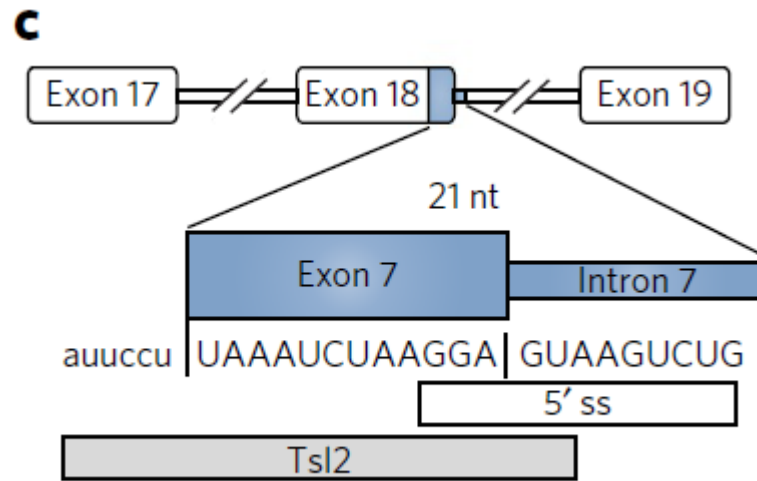 c
Exon 17 Exon 18 Exon 19
21 nt
Exon 7 Intron 7
auuccu UAAAUCUAAGGA GUAAGUCUG
5′ ss
Tsl2